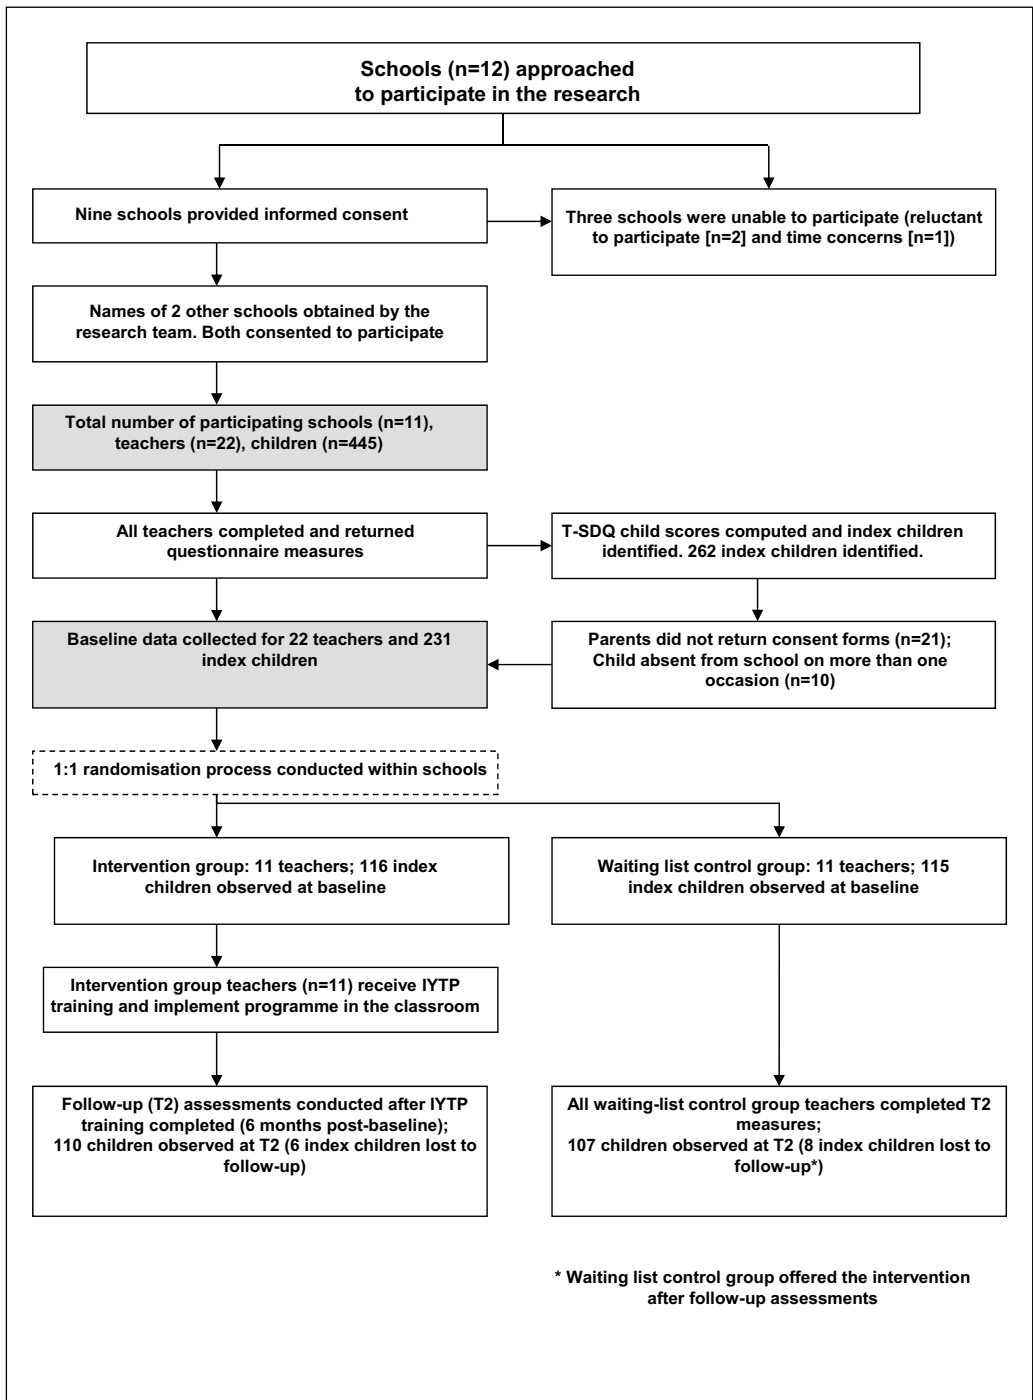 Schools (n=12) approached
to participate in the research
Nine schools provided informed consent
Three schools were unable to participate (reluctant
to participate [n=2] and time concerns [n=1])
Names of 2 other schools obtained by the
research team. Both consented to participate
Total number of participating schools (n=11),
teachers (n=22), children (n=445)
All teachers completed and returned
questionnaire measures
T-SDQ child scores computed and index children
identified. 262 index children identified.
Baseline data collected for 22 teachers and 231
index children
Parents did not return consent forms (n=21);
Child absent from school on more than one
occasion (n=10)
1:1 randomisation process conducted within schools
Intervention group: 11 teachers; 116 index
children observed at baseline
Waiting list control group: 11 teachers; 115
index children observed at baseline
Intervention group teachers (n=11) receive IYTP
training and implement programme in the classroom
Follow-up (T2) assessments conducted after IYTP
training completed (6 months post-baseline);
110 children observed at T2 (6 index children lost to
follow-up)
All waiting-list control group teachers completed T2
measures;
107 children observed at T2 (8 index children lost to
follow-up*)
* Waiting list control group offered the intervention
after follow-up assessments